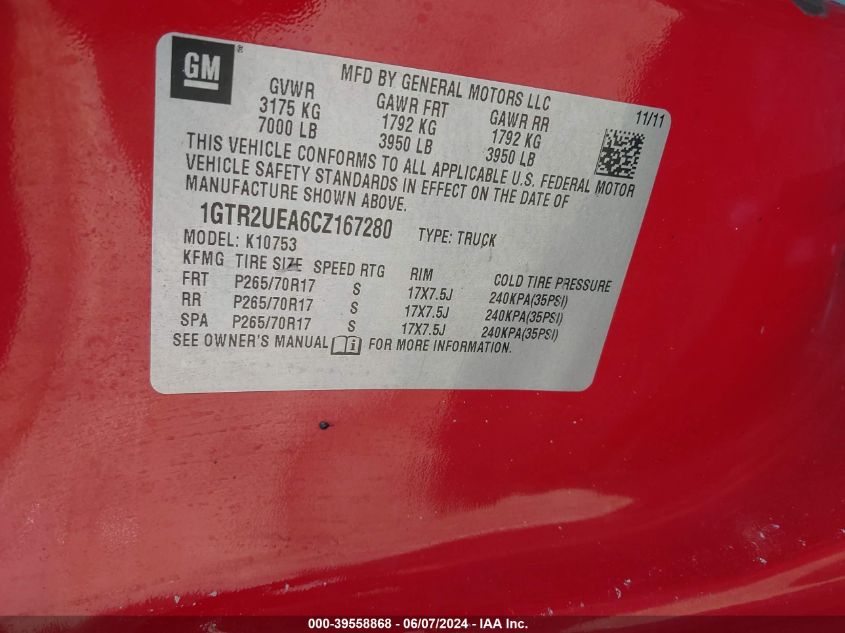 GM ®
MFD BY GENERAL MOTORS LLC
11/11
GVWR GAWR FRT GAWR RR
3175 KG 1792 KG 1792 KG
7000 LB 3950 LB 3950 LB
THIS VEHICLE CONFORMS TO ALL APPLICABLE U.S. FEDERAL MOTOR
VEHICLE SAFETY STANDARDS IN EFFECT ON THE DATE OF
MANUFACTURE SHOWN ABOVE.
1GTR2UEA6CZ167280 TYPE: TRUCK
MODEL: K10753
KFMG TIRE SIZE SPEED RTG RIM COLD TIRE PRESSURE
FRT P265/70R17 S 17X7.5J 240KPA(35PSI)
RR P265/70R17 S 17X7.5J 240KPA(35PSI)
SPA P265/70R17 S 17X7.5J 240KPA(35PSI)
SEE OWNER'S MANUAL i FOR MORE INFORMATION.
000-39558868 - 06/07/2024 - IAA Inc.